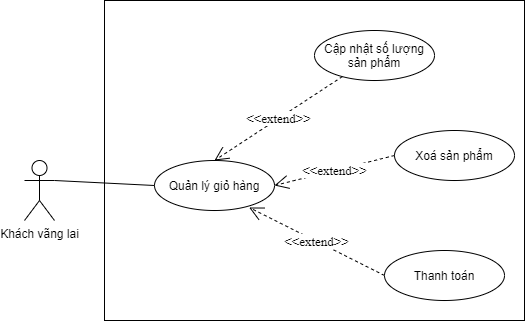 Cập nhật số lượng
sản phẩm
<<extend>>
Xoá sản phẩm
<<extend>>
Quản lý giỏ hàng
Khách vãng lai
<<extend>>
Thanh toán